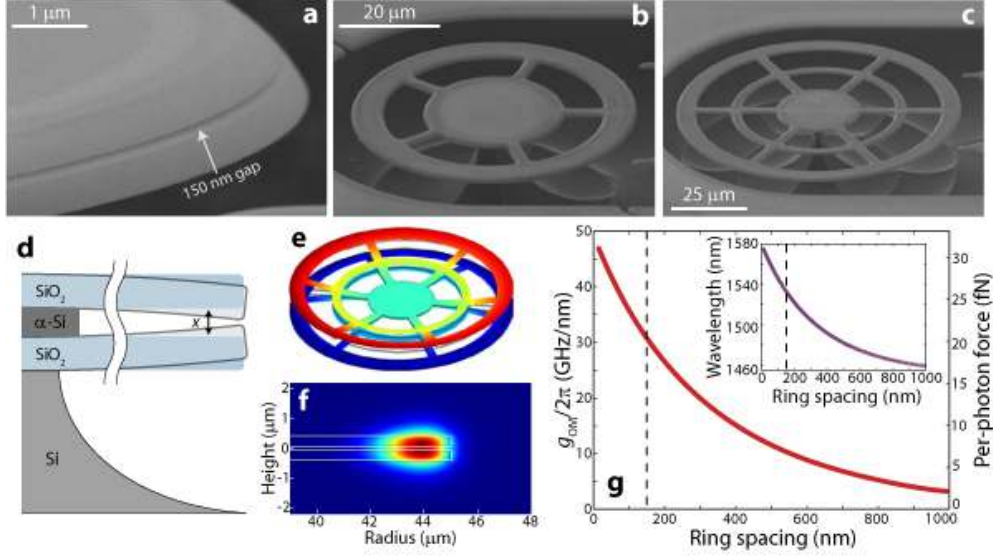 1 μm
a
150 nm gap
20 μm
b
c
25 μm
d
SiO₂
α-Si
x
SiO₂
Si
e
f
Height (μm)
2
1
0
-1
-2
40
42
44
46
48
Radius (μm)
g_OM/2π (GHz/nm)
50
40
30
20
10
0
0
200
400
600
800
1000
Ring spacing (nm)
Per-photon force (fN)
30
25
20
15
10
5
0
g
Wavelength (nm)
1580
1540
1500
1460
0
200
400
600
800
1000
Ring spacing (nm)